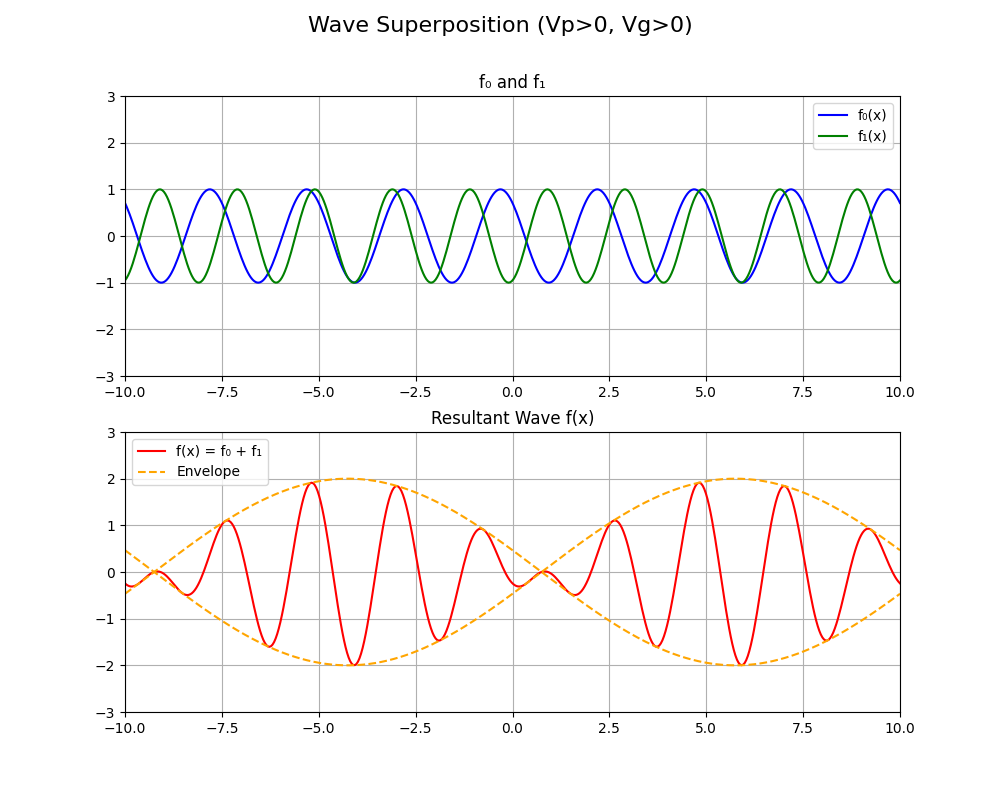 Wave Superposition (Vp>0, Vg>0)
f₀ and f₁
3
2
1
0
−1
−2
−3
f₀(x)
f₁(x)
−10.0 −7.5 −5.0 −2.5 0.0 2.5 5.0 7.5 10.0
Resultant Wave f(x)
3
2
1
0
−1
−2
−3
f(x) = f₀ + f₁
Envelope
−10.0 −7.5 −5.0 −2.5 0.0 2.5 5.0 7.5 10.0